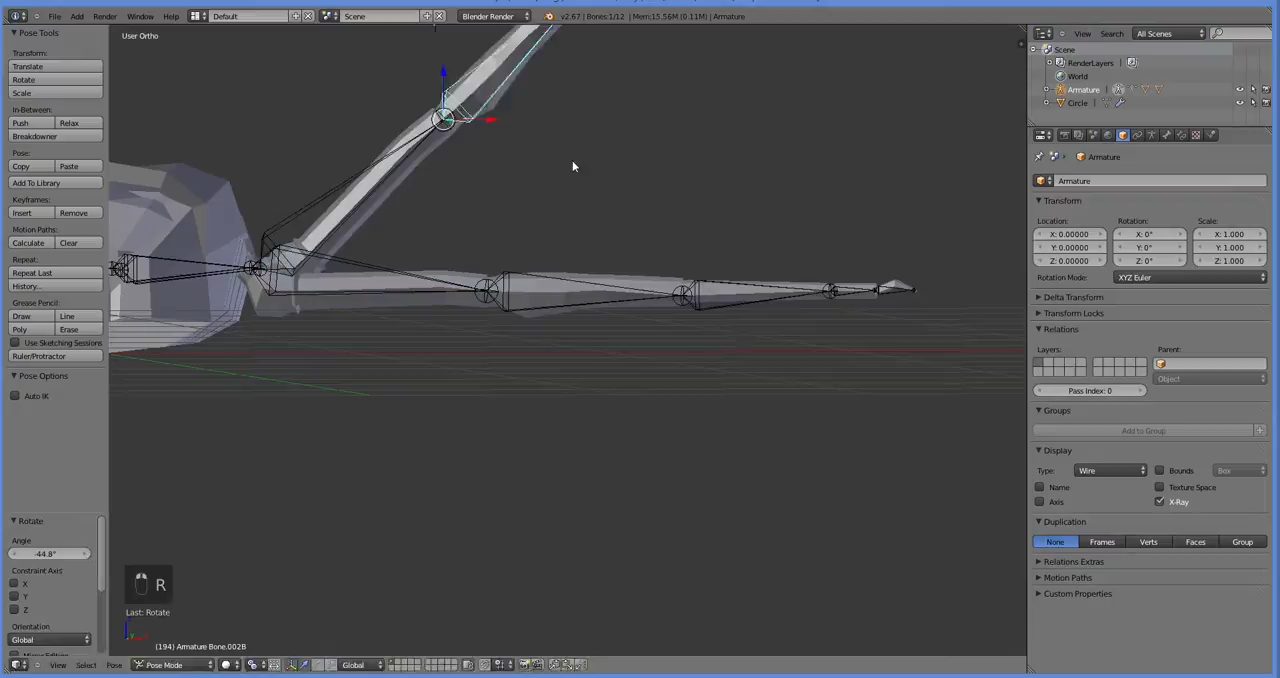 File Add Render Window Help Default Scene Blender Render v2.67 | Bones:1/12 | Mem:15.56M (0.11M) | Armature
Pose Tools
Transform:
Translate
Rotate
Scale
In-Between:
Push Relax
Breakdowner
Pose:
Copy Paste
Add To Library
Keyframes:
Insert Remove
Motion Paths:
Calculate Clear
Repeat:
Repeat Last
History...
Grease Pencil:
Draw Line
Poly Erase
Use Sketching Sessions
Ruler/Protractor
Pose Options
Auto IK
Rotate
Angle
-44.8°
Constraint Axis
X
Y
Z
Orientation
Global
User Ortho
R
Last: Rotate
(194) Armature Bone.002B
View Select Pose Pose Mode Global
View Search All Scenes
Scene
RenderLayers
World
Armature
Circle
Armature
Armature
Transform
Location: Rotation: Scale:
X: 0.00000 X: 0° X: 1.000
Y: 0.00000 Y: 0° Y: 1.000
Z: 0.00000 Z: 0° Z: 1.000
Rotation Mode: XYZ Euler
Delta Transform
Transform Locks
Relations
Layers: Parent:
Object
Pass Index: 0
Groups
Add to Group
Display
Type: Wire Bounds Box
Name Texture Space
Axis X-Ray
Duplication
None Frames Verts Faces Group
Relations Extras
Motion Paths
Custom Properties